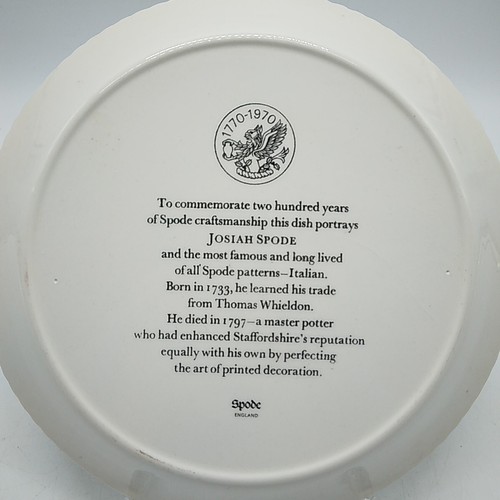 1770-1970
To commemorate two hundred years
of Spode craftsmanship this dish portrays
JOSIAH SPODE
and the most famous and long lived
of all Spode patterns—Italian.
Born in 1733, he learned his trade
from Thomas Whieldon.
He died in 1797—a master potter
who had enhanced Staffordshire's reputation
equally with his own by perfecting
the art of printed decoration.
Spode
ENGLAND